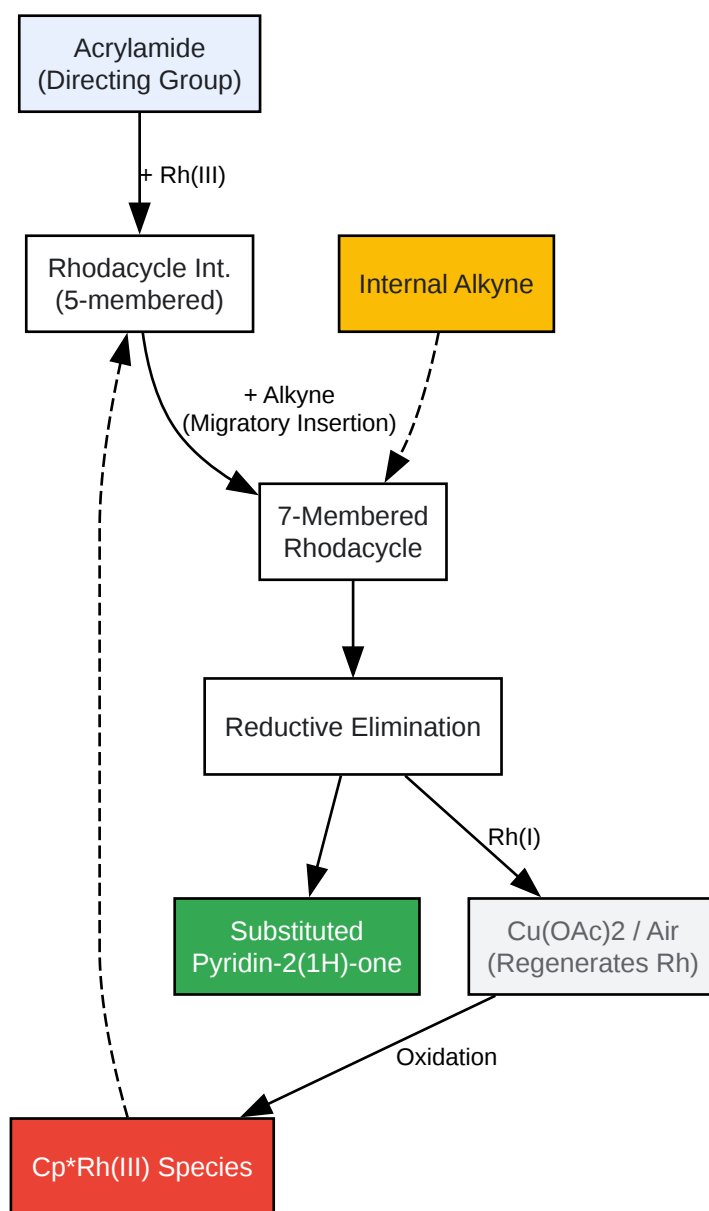 Acrylamide
(Directing Group)
+ Rh(III)
Rhodacycle Int.
(5-membered)
Internal Alkyne
+ Alkyne
(Migratory Insertion)
7-Membered
Rhodacycle
Reductive Elimination
Rh(I)
Substituted
Pyridin-2(1H)-one
Cu(OAc)2 / Air
(Regenerates Rh)
Oxidation
Cp*Rh(III) Species